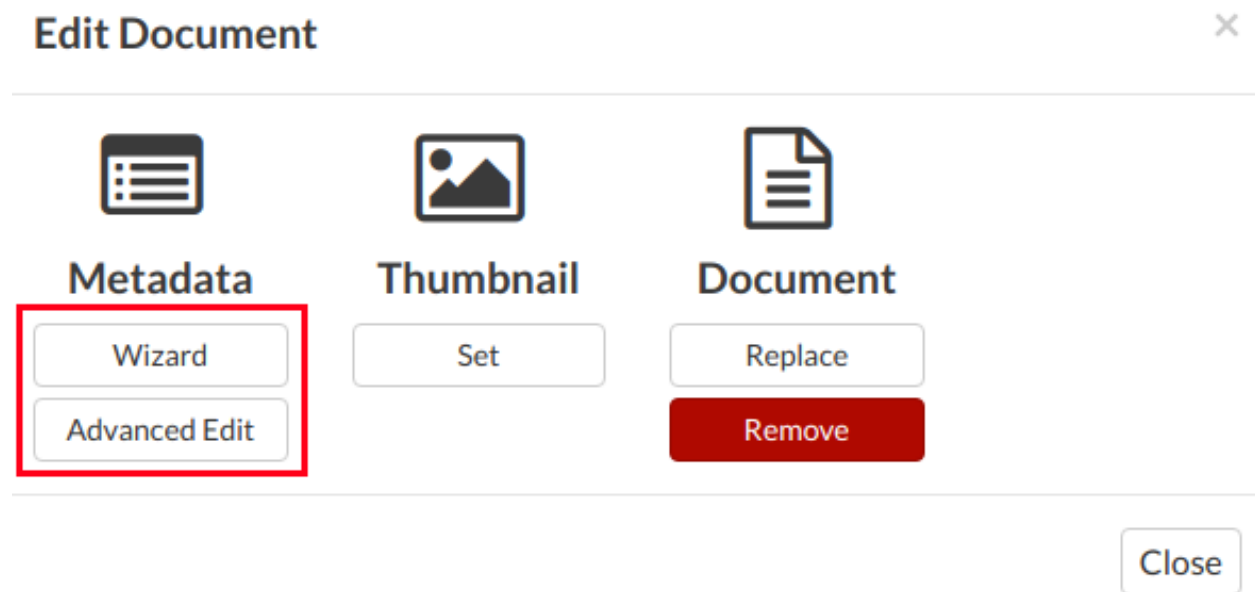 Edit Document
×
Metadata Thumbnail Document
Wizard Set Replace
Advanced Edit Remove
Close